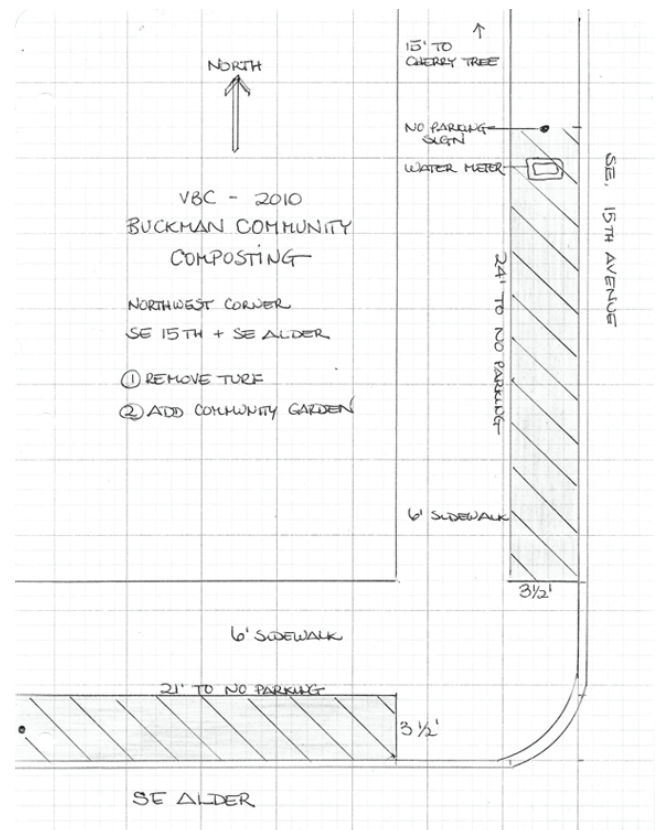 15' TO
CHERRY TREE
NORTH
NO PARKING
SIGN
WATER METER
SE. 15TH AVENUE
VBC - 2010
BUCKMAN COMMUNITY
COMPOSTING
NORTHWEST CORNER
SE 15TH + SE ALDER
① REMOVE TURF
② ADD COMMUNITY GARDEN
24' TO NO PARKING
6' SIDEWALK
3½'
6' SIDEWALK
21' TO NO PARKING
3½'
SE ALDER